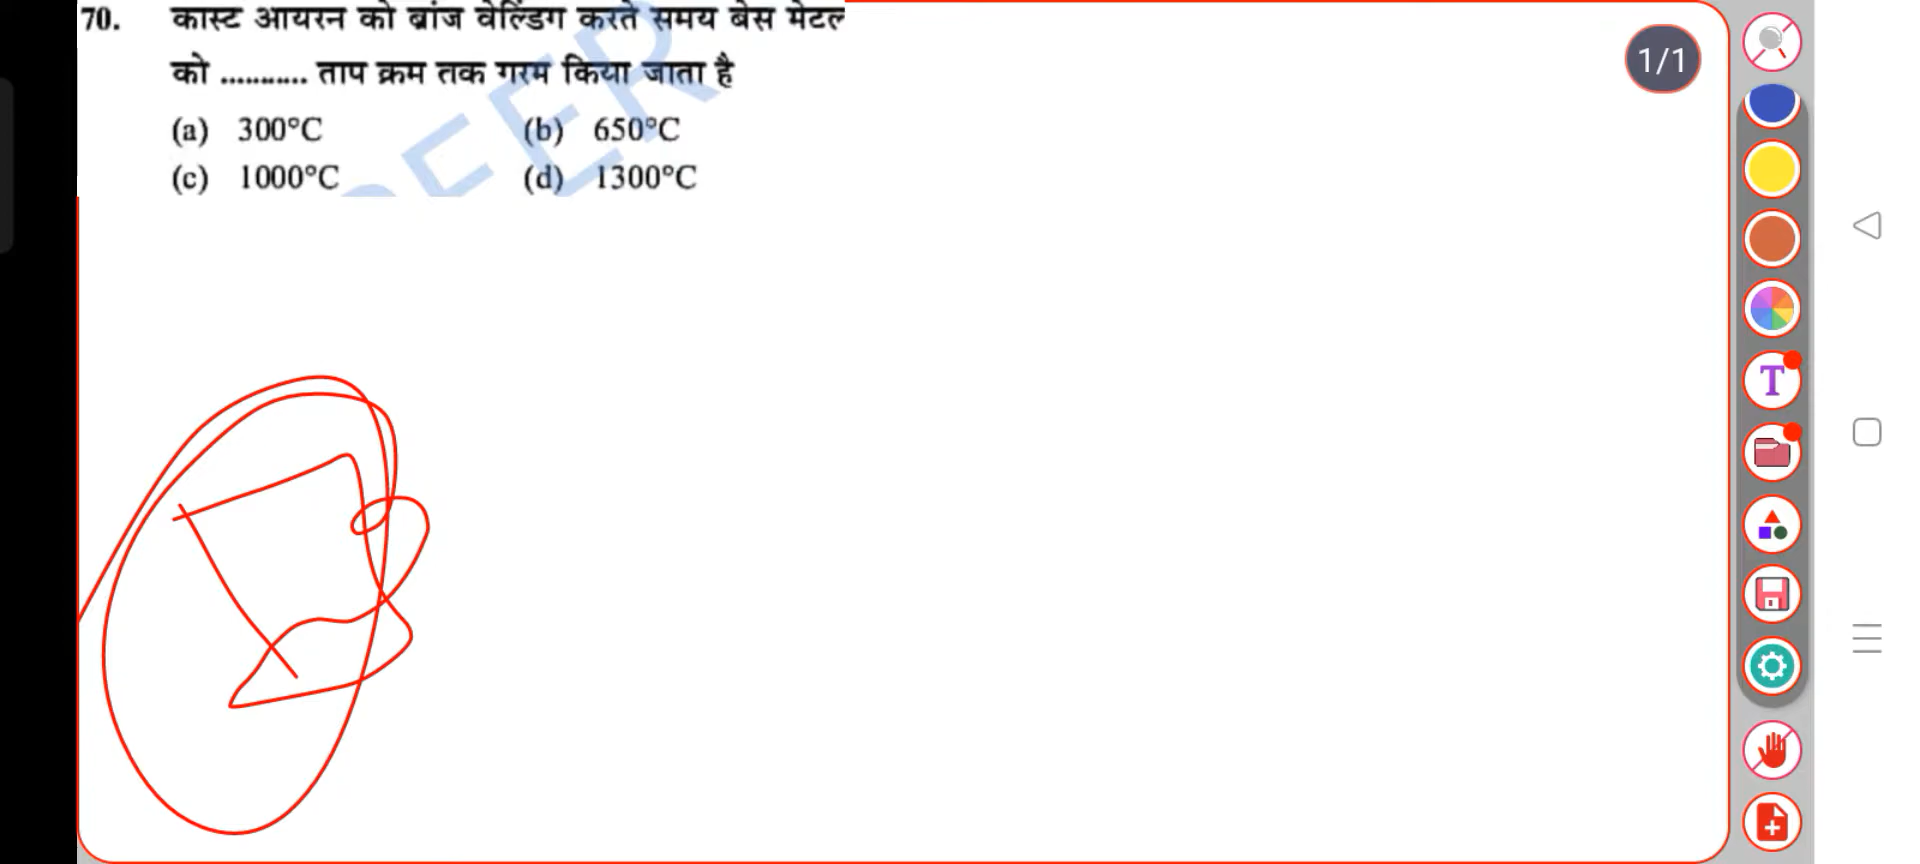 70. कास्ट आयरन को ब्रांज वेल्डिंग करते समय बेस मेटल
को ........... ताप क्रम तक गरम किया जाता है
(a) 300°C (b) 650°C
(c) 1000°C (d) 1300°C
1/1
T